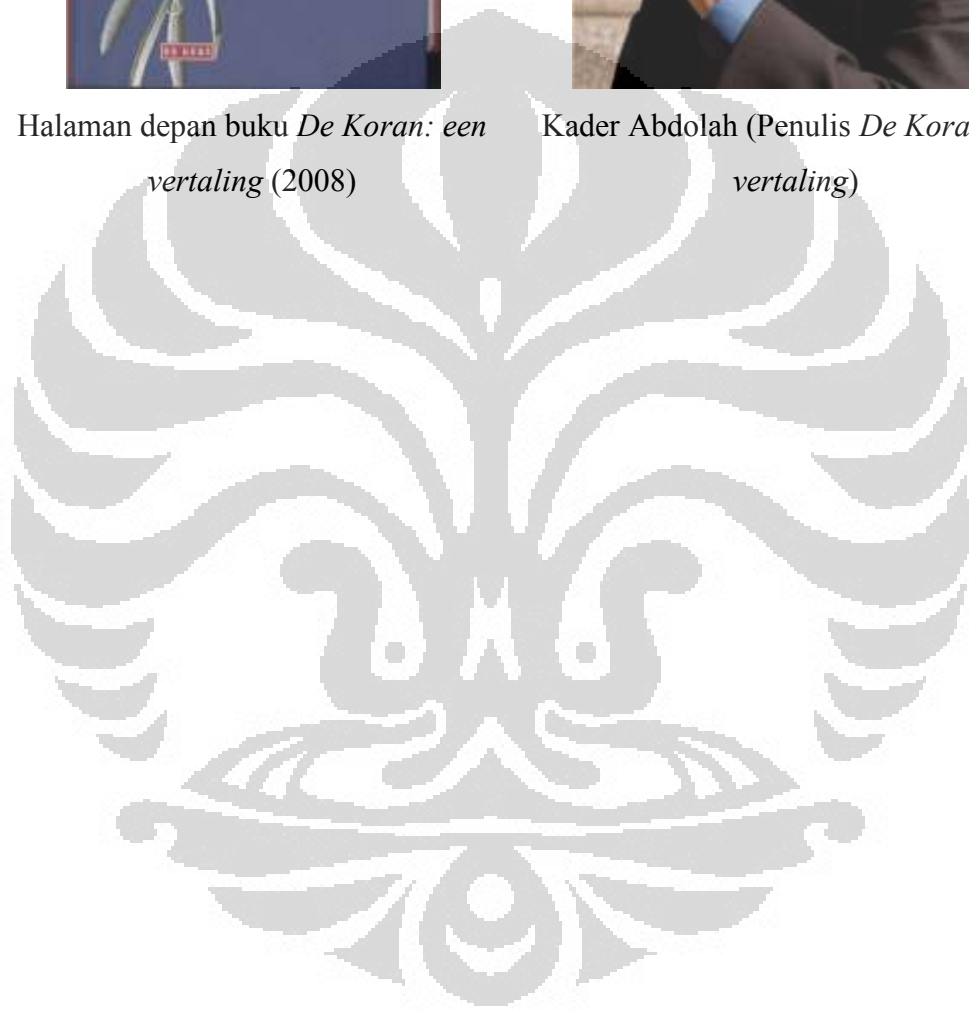 Halaman depan buku De Koran: een
vertaling (2008)
Kader Abdolah (Penulis De Kora
vertaling)